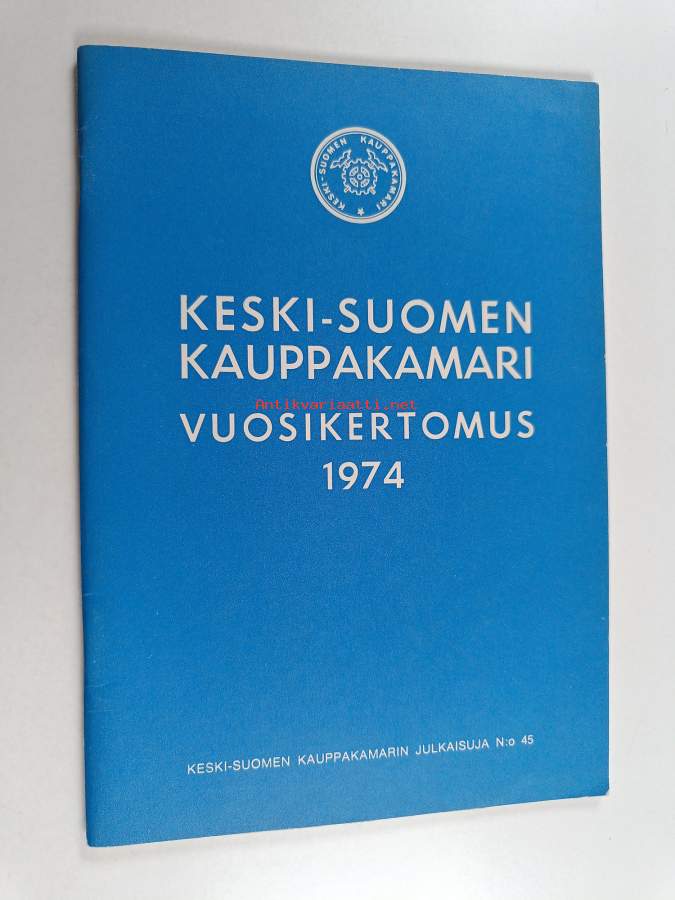 KESKI-SUOMEN KAUPPAKAMARI
KESKI-SUOMEN
KAUPPAKAMARI
Antikvariaatti.net
VUOSIKERTOMUS
1974
KESKI-SUOMEN KAUPPAKAMARIN JULKAISUJA N:o 45